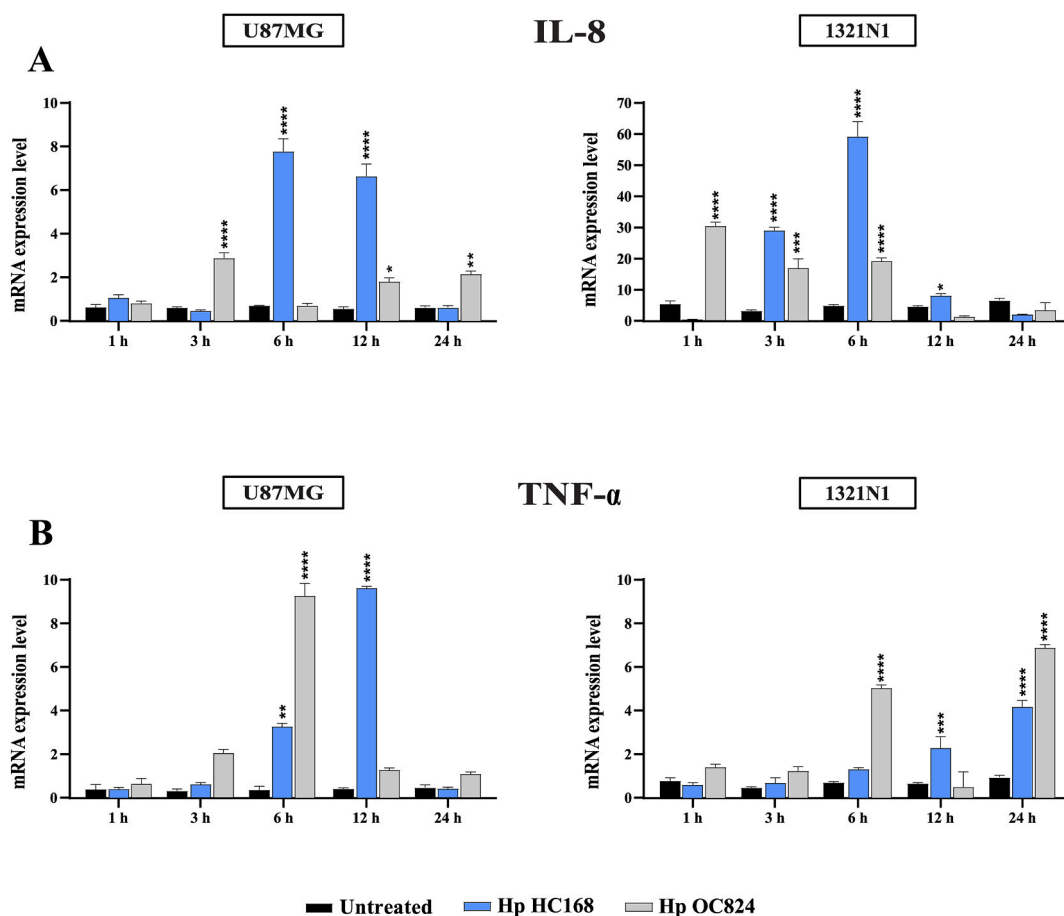 U87MG IL-8 1321N1
A
mRNA expression level
10
8
6
4
2
0
**** **** **** * **
1 h 3 h 6 h 12 h 24 h
mRNA expression level
70
60
50
40
30
20
10
0
**** **** *** **** **** *
1 h 3 h 6 h 12 h 24 h
U87MG TNF-α 1321N1
B
mRNA expression level
10
8
6
4
2
0
** **** ****
1 h 3 h 6 h 12 h 24 h
mRNA expression level
10
8
6
4
2
0
**** *** **** ****
1 h 3 h 6 h 12 h 24 h
Untreated Hp HC168 Hp OC824